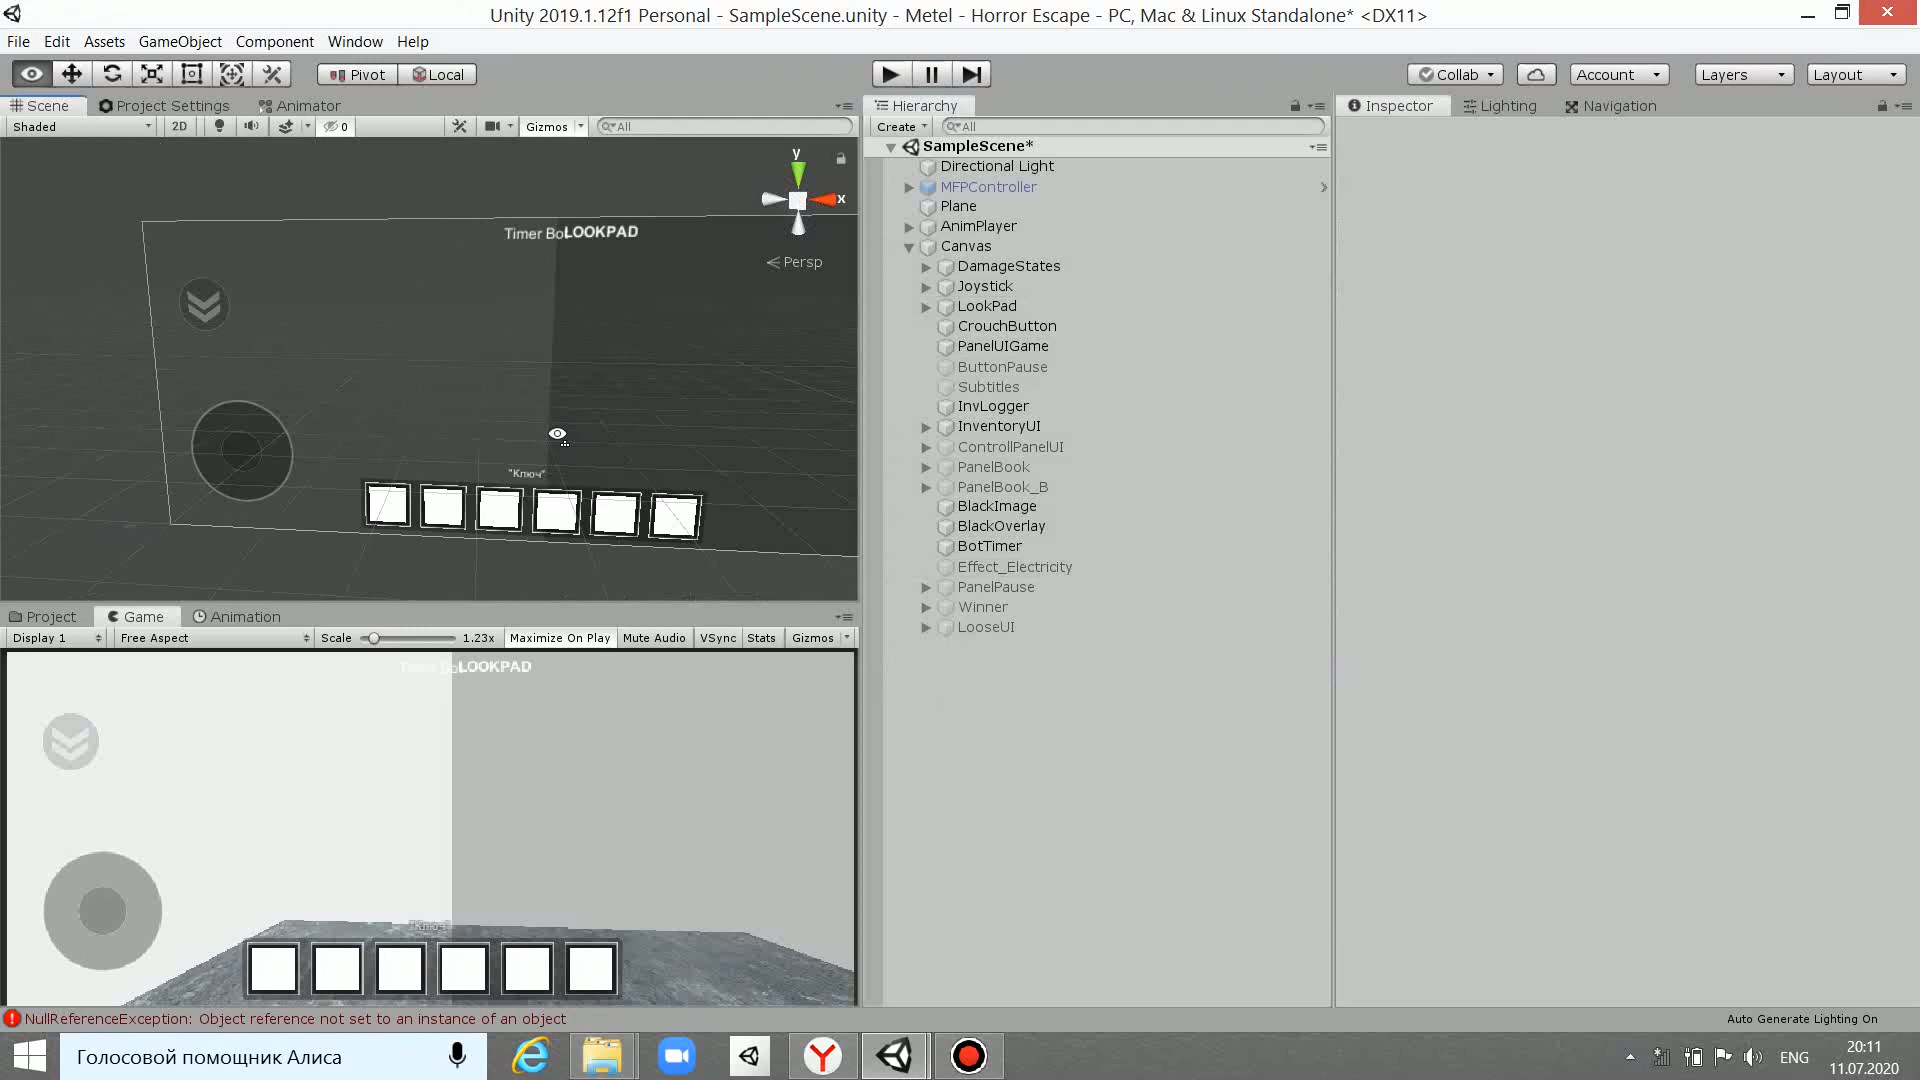 Unity 2019.1.12f1 Personal - SampleScene.unity - Metel - Horror Escape - PC, Mac & Linux Standalone* <DX11>
File Edit Assets GameObject Component Window Help
Pivot Local
Collab Account Layers Layout
Scene Project Settings Animator
Shaded 2D 0 Gizmos All
y
x
Persp
Timer Bo LOOKPAD
"Ключ"
Hierarchy
Create All
SampleScene*
Directional Light
MFPController
Plane
AnimPlayer
Canvas
DamageStates
Joystick
LookPad
CrouchButton
PanelUIGame
ButtonPause
Subtitles
InvLogger
InventoryUI
ControllPanelUI
PanelBook
PanelBook_B
BlackImage
BlackOverlay
BotTimer
Effect_Electricity
PanelPause
Winner
LooseUI
Inspector Lighting Navigation
Project Game Animation
Display 1 Free Aspect Scale 1.23x Maximize On Play Mute Audio VSync Stats Gizmos
LOOKPAD
NullReferenceException: Object reference not set to an instance of an object
Auto Generate Lighting On
Голосовой помощник Алиса
ENG
20:11
11.07.2020